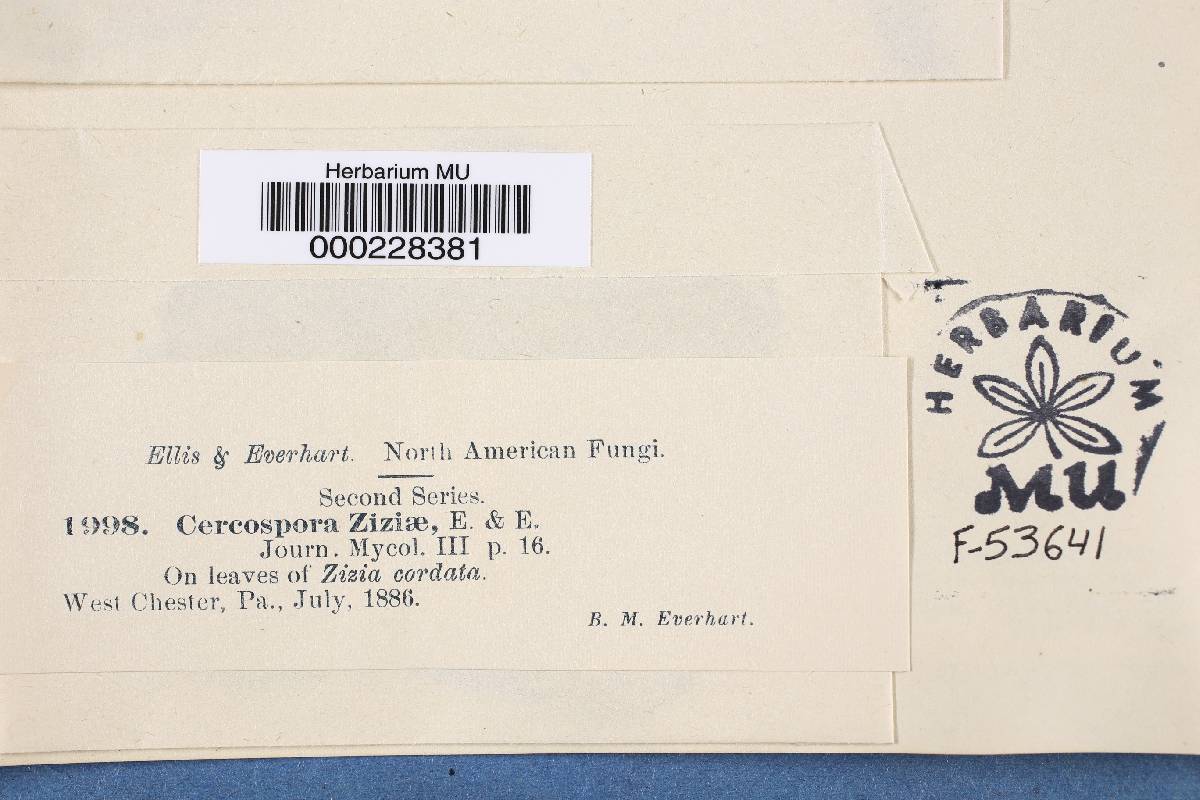 Herbarium MU
000228381
HERBARIUM
MU
F-53641
Ellis & Everhart. North American Fungi.
Second Series.
1998. Cercospora Ziziæ, E. & E.
Journ. Mycol. III p. 16.
On leaves of Zizia cordata.
West Chester, Pa., July, 1886.
B. M. Everhart.